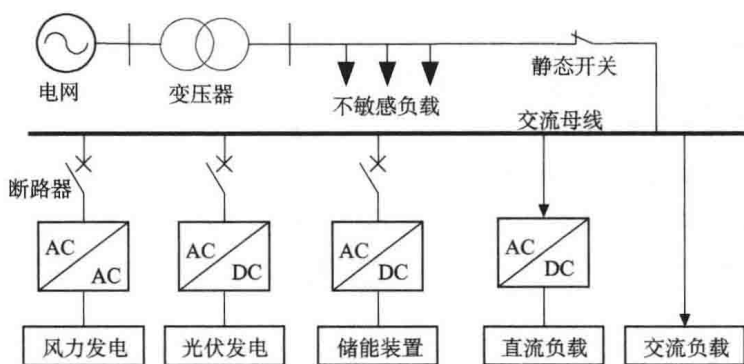 电网
变压器
不敏感负载
静态开关
交流母线
断路器
AC
AC
AC
DC
AC
DC
AC
DC
风力发电
光伏发电
储能装置
直流负载
交流负载